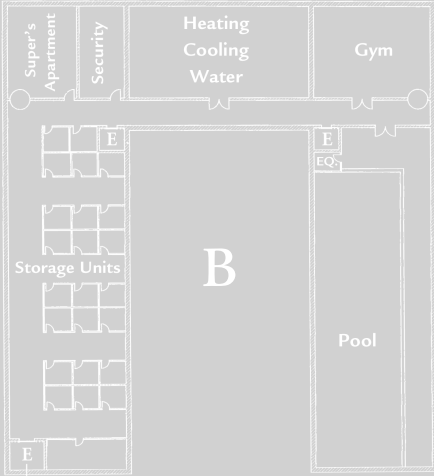 Super's
Apartment
Security
Heating
Cooling
Water
Gym
E
E
EQ.
B
Storage Units
Pool
E